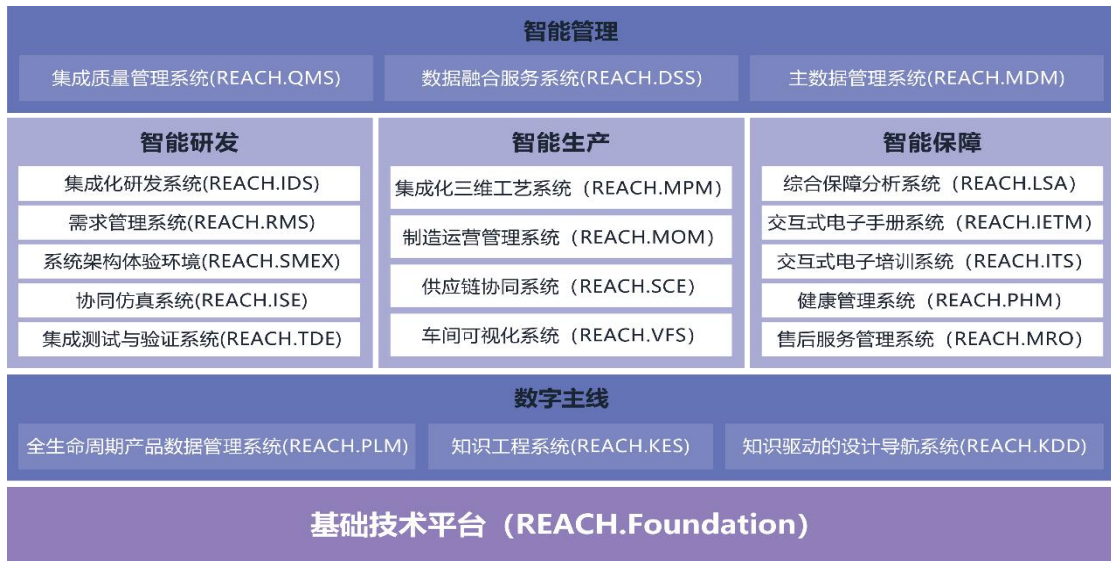 智能管理
集成质量管理系统(REACH.QMS)
数据融合服务系统(REACH.DSS)
主数据管理系统(REACH.MDM)
智能研发
集成化研发系统(REACH.IDS)
需求管理系统(REACH.RMS)
系统架构体验环境(REACH.SMEX)
协同仿真系统(REACH.ISE)
集成测试与验证系统(REACH.TDE)
智能生产
集成化三维工艺系统（REACH.MPM）
制造运营管理系统（REACH.MOM）
供应链协同系统（REACH.SCE）
车间可视化系统（REACH.VFS）
智能保障
综合保障分析系统（REACH.LSA）
交互式电子手册系统（REACH.IETM）
交互式电子培训系统（REACH.ITS）
健康管理系统（REACH.PHM）
售后服务管理系统（REACH.MRO）
数字主线
全生命周期产品数据管理系统(REACH.PLM)
知识工程系统(REACH.KES)
知识驱动的设计导航系统(REACH.KDD)
基础技术平台（REACH.Foundation）